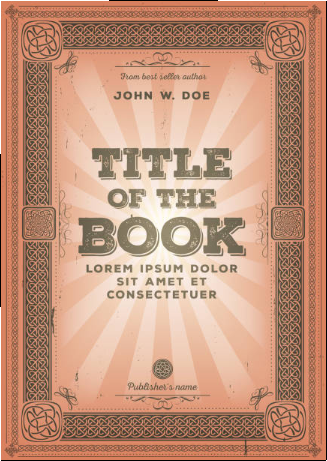 From best seller author
JOHN W. DOE
TITLE
OF THE
BOOK
LOREM IPSUM DOLOR
SIT AMET ET
CONSECTETUER
Publisher's name